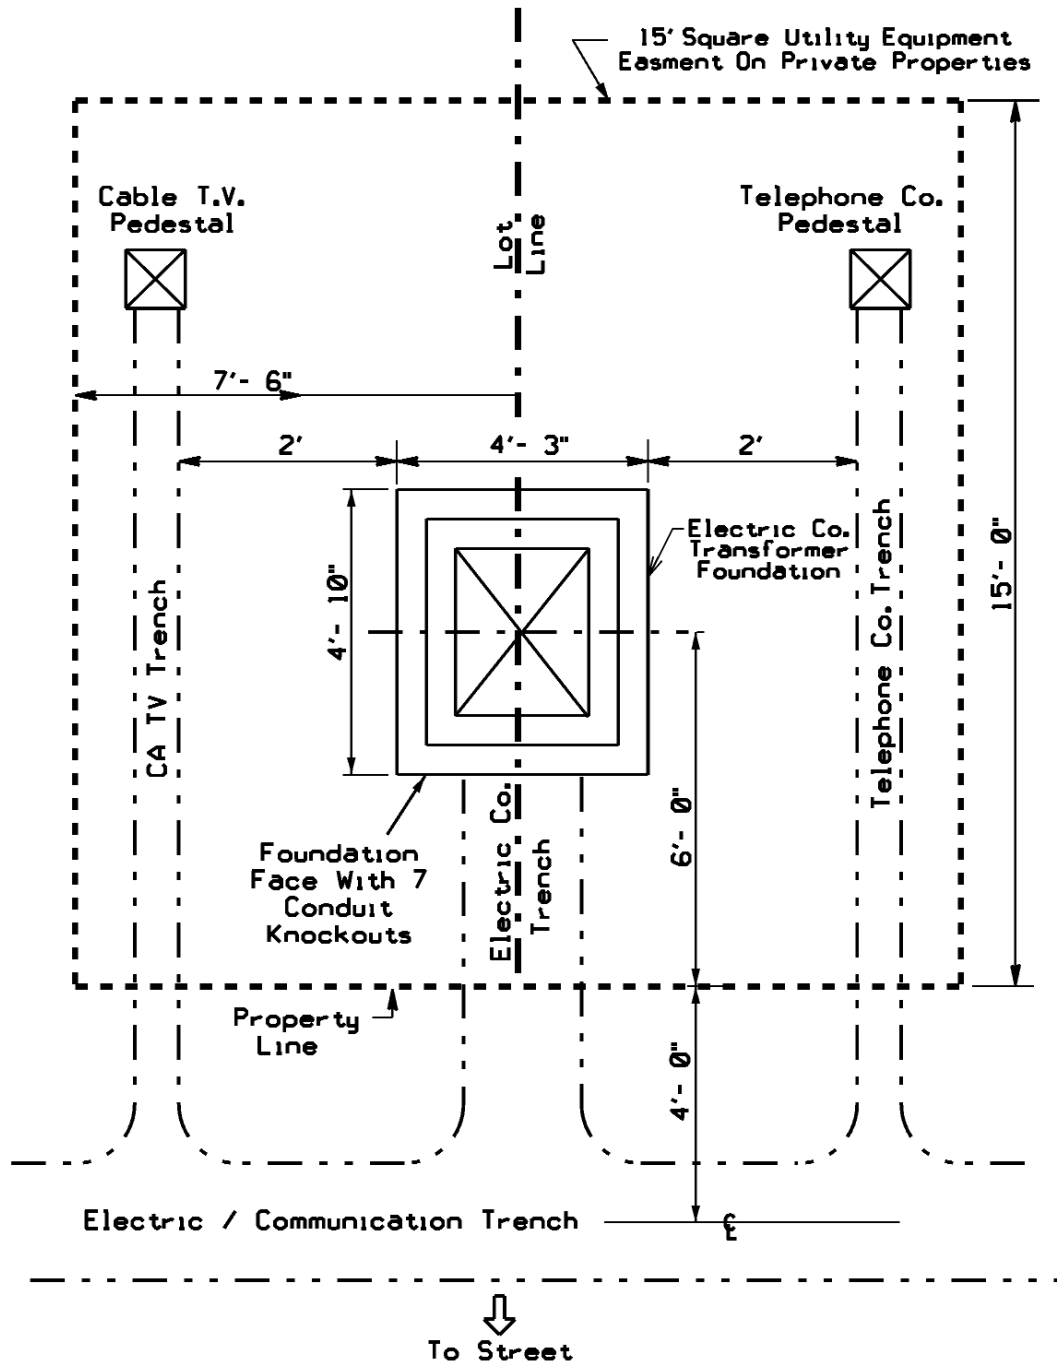 15' Square Utility Equipment
Easment On Private Properties
Cable T.V.
Pedestal
Telephone Co.
Pedestal
Lot
Line
7'- 6"
2'
4'- 3"
2'
Electric Co.
Transformer
Foundation
4'- 10"
15'- 0"
CA TV Trench
Telephone Co. Trench
6'- 0"
Foundation
Face With 7
Conduit
Knockouts
Electric Co.
Trench
Property
Line
4'- 0"
Electric / Communication Trench
℄
To Street